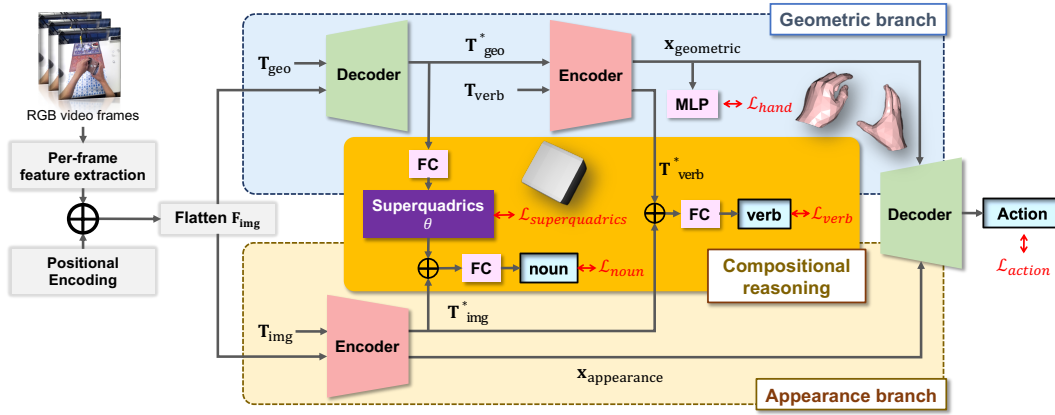 Geometric branch
T_geo
Decoder
T*_geo
Encoder
x_geometric
T_verb
MLP
ℒ_hand
RGB video frames
Per-frame
feature extraction
Positional
Encoding
Flatten F_img
FC
Superquadrics
θ
ℒ_superquadrics
T*_verb
FC
verb
ℒ_verb
FC
noun
ℒ_noun
Compositional
reasoning
Decoder
Action
ℒ_action
T_img
Encoder
T*_img
x_appearance
Appearance branch